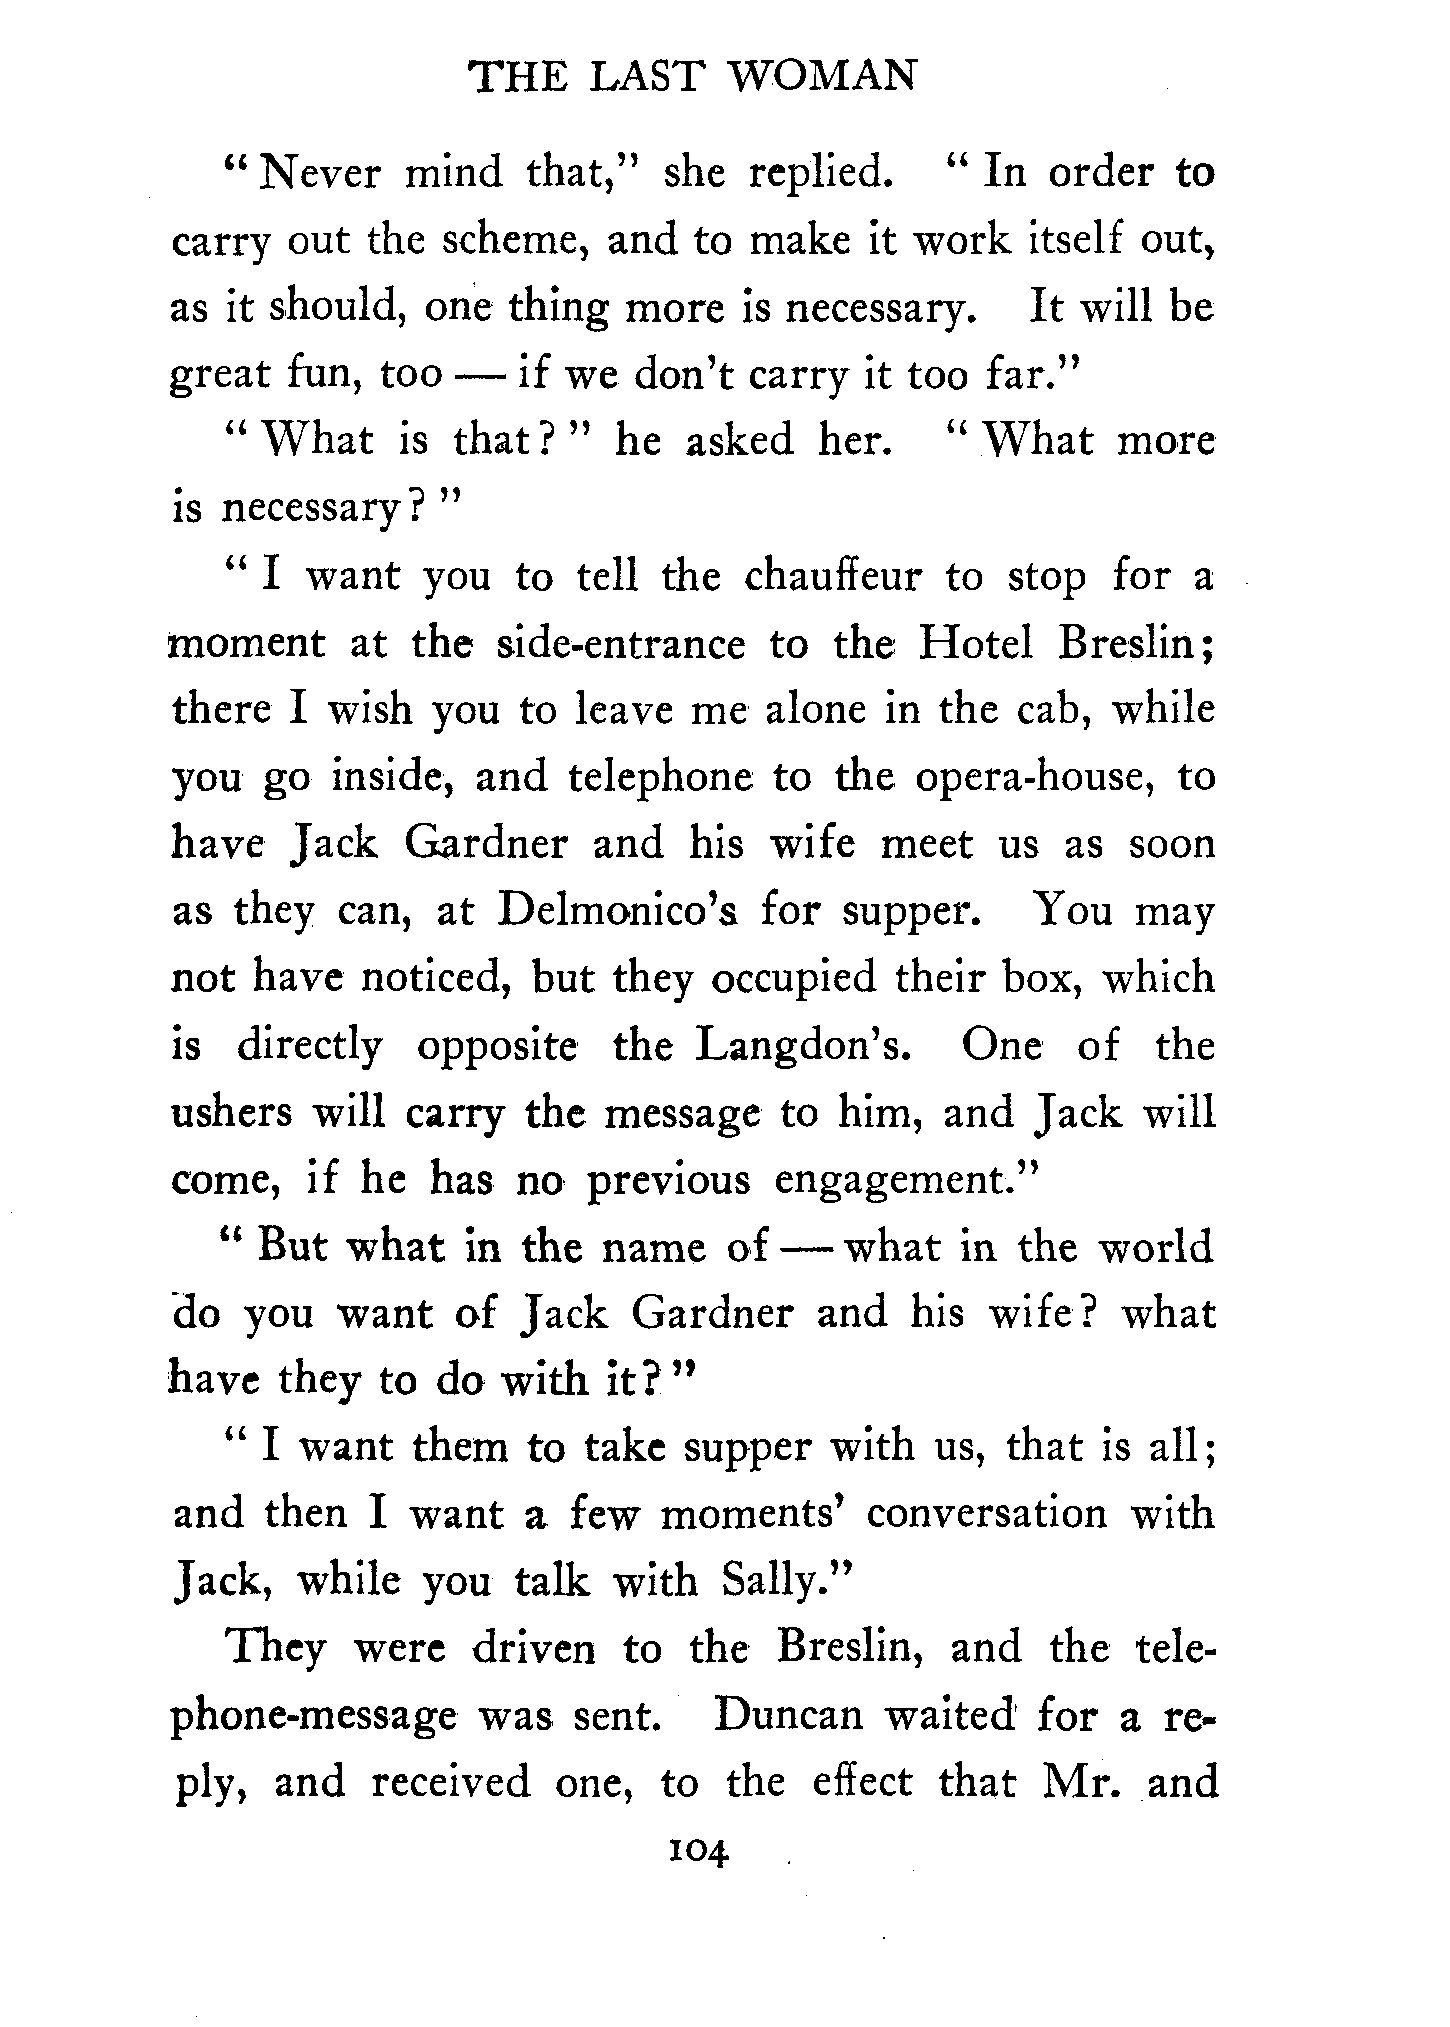 THE LAST WOMAN
“ Never mind that,” she replied. “ In order to
carry out the scheme, and to make it work itself out,
as it should, one thing more is necessary. It will be
great fun, too — if we don’t carry it too far.”
“ What is that? ” he asked her. “ What more
is necessary? ”
“ I want you to tell the chauffeur to stop for a
moment at the side-entrance to the Hotel Breslin;
there I wish you to leave me alone in the cab, while
you go inside, and telephone to the opera-house, to
have Jack Gardner and his wife meet us as soon
as they can, at Delmonico’s for supper. You may
not have noticed, but they occupied their box, which
is directly opposite the Langdon’s. One of the
ushers will carry the message to him, and Jack will
come, if he has no previous engagement.”
“ But what in the name of — what in the world
do you want of Jack Gardner and his wife? what
have they to do with it? ”
“ I want them to take supper with us, that is all;
and then I want a few moments’ conversation with
Jack, while you talk with Sally.”
They were driven to the Breslin, and the tele-
phone-message was sent. Duncan waited for a re-
ply, and received one, to the effect that Mr. and
104